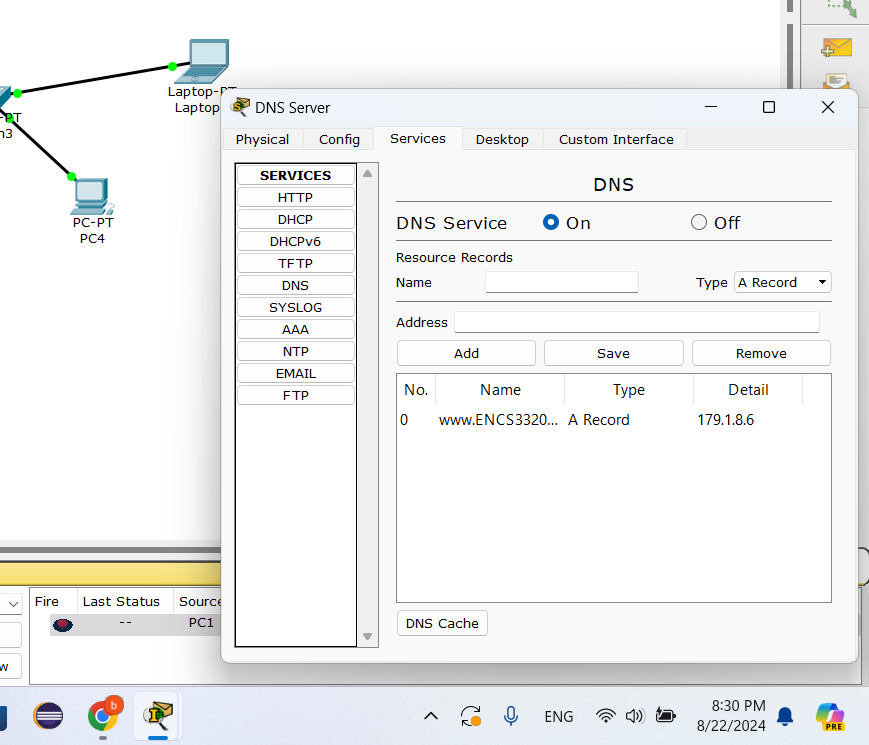 Laptop-PT
Laptop
PT
n3
PC-PT
PC4
DNS Server
Physical Config Services Desktop Custom Interface
SERVICES
HTTP
DHCP
DHCPv6
TFTP
DNS
SYSLOG
AAA
NTP
EMAIL
FTP
DNS
DNS Service On Off
Resource Records
Name Type A Record
Address
Add Save Remove
No. Name Type Detail
0 www.ENCS3320... A Record 179.1.8.6
DNS Cache
Fire Last Status Source
-- PC1
w
b
ENG
8:30 PM
8/22/2024
PRE